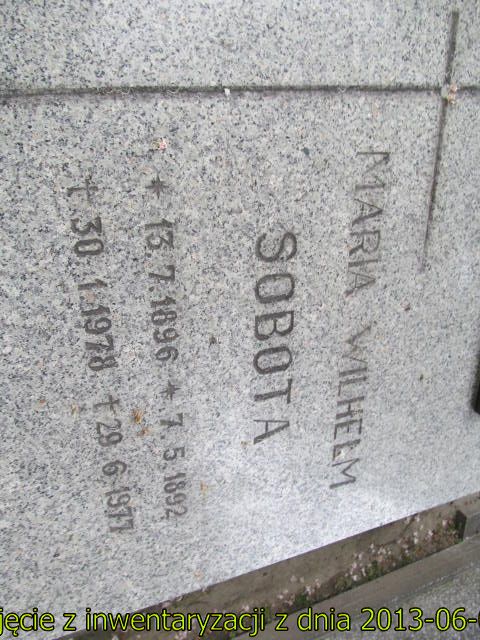 MARIA WILHELM
SOBOTA
* 13.7.1896 * 7.5.1892
† 30 1.1978 † 29 6.1977
jęcie z inwentaryzacji z dnia 2013-06-